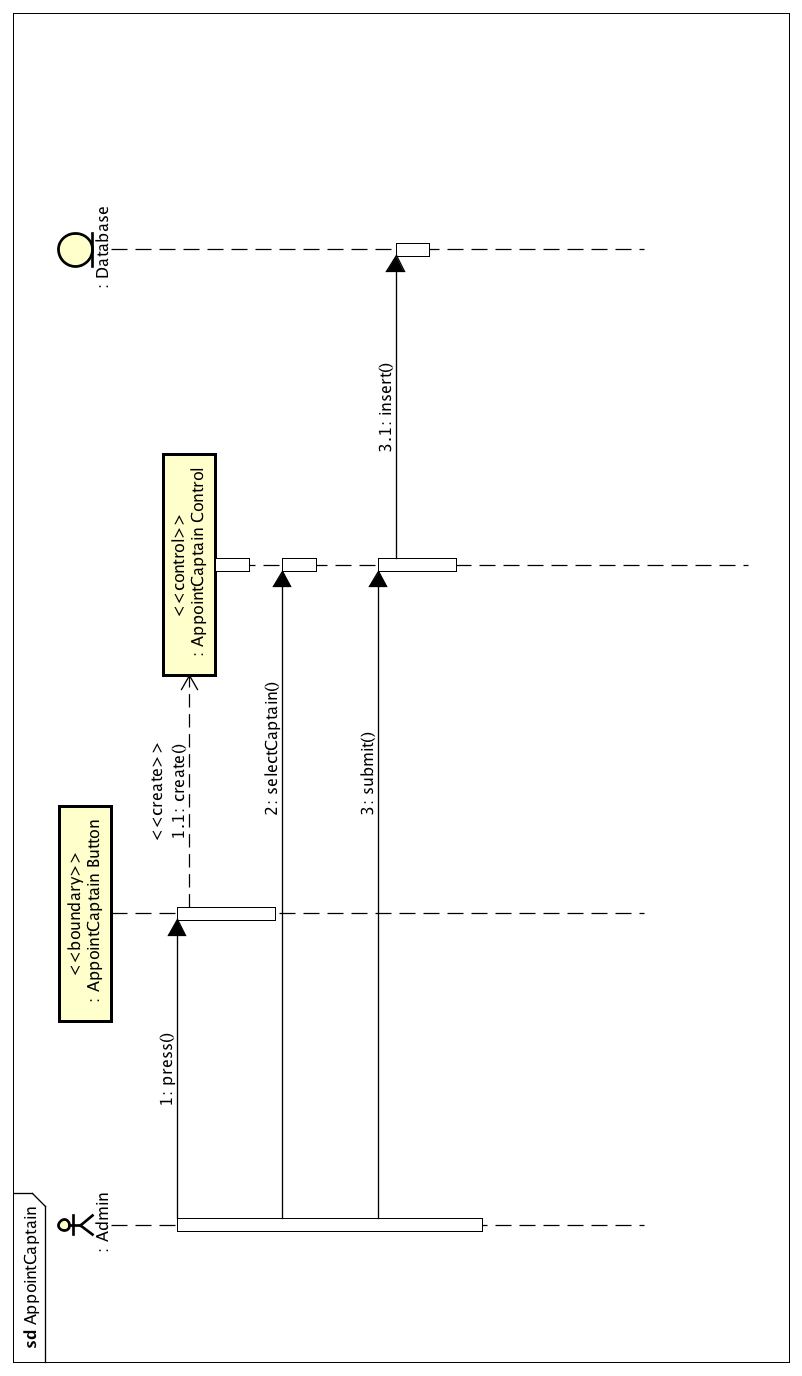 sd AppointCaptain
: Admin
<<boundary>>
: AppointCaptain Button
: Database
<<control>>
: AppointCaptain Control
1: press()
<<create>>
1.1: create()
2: selectCaptain()
3: submit()
3.1: insert()